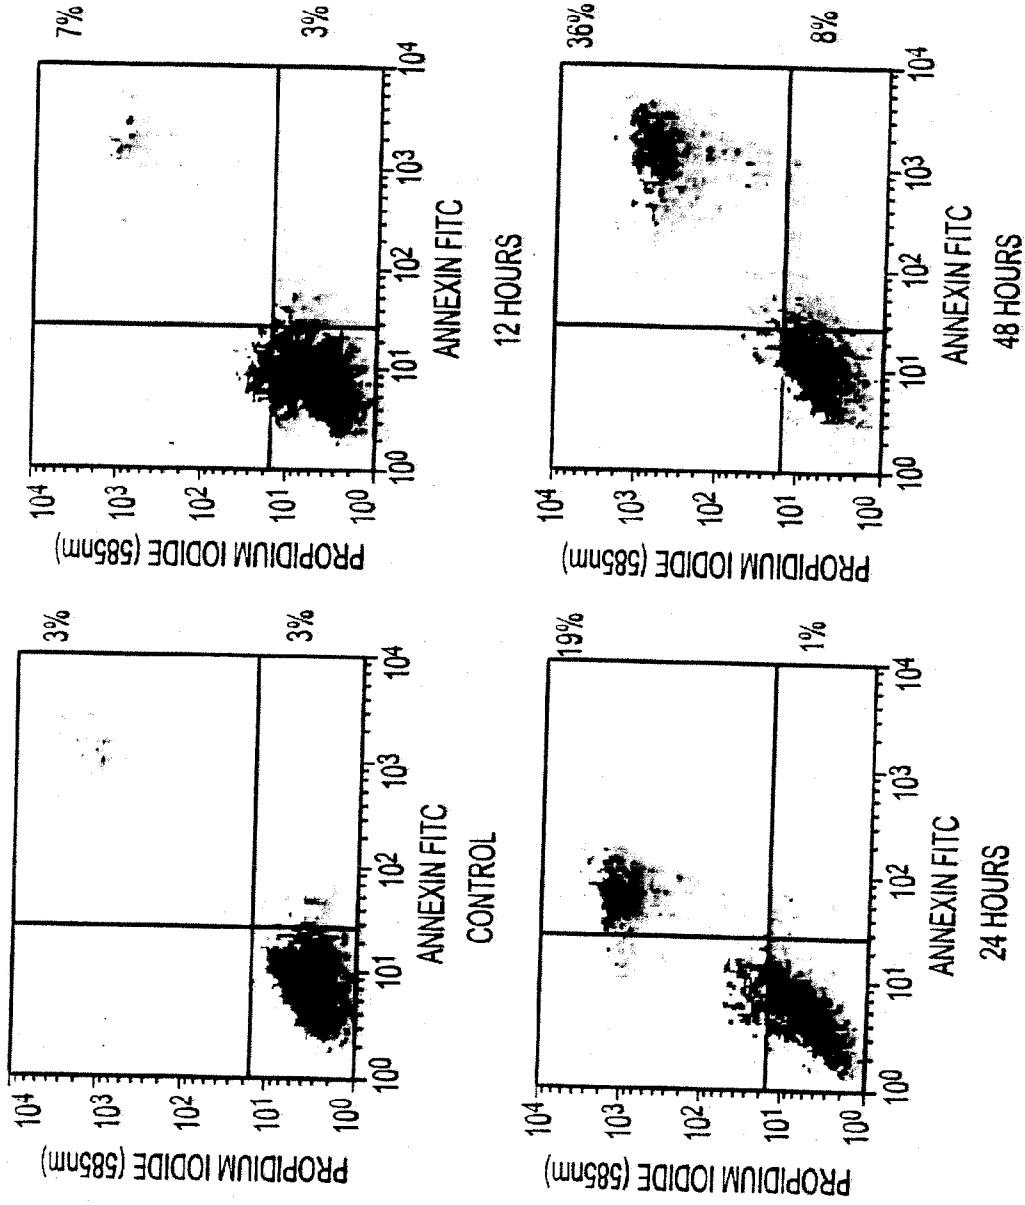 PROPIDIUM IODIDE (585nm)
10⁴
10³
10²
10¹
10⁰
3%
3%
10⁰ 10¹ 10² 10³ 10⁴
ANNEXIN FITC
CONTROL
PROPIDIUM IODIDE (585nm)
10⁴
10³
10²
10¹
10⁰
7%
3%
10⁰ 10¹ 10² 10³ 10⁴
ANNEXIN FITC
12 HOURS
PROPIDIUM IODIDE (585nm)
10⁴
10³
10²
10¹
10⁰
19%
1%
10⁰ 10¹ 10² 10³ 10⁴
ANNEXIN FITC
24 HOURS
PROPIDIUM IODIDE (585nm)
10⁴
10³
10²
10¹
10⁰
36%
8%
10⁰ 10¹ 10² 10³ 10⁴
ANNEXIN FITC
48 HOURS